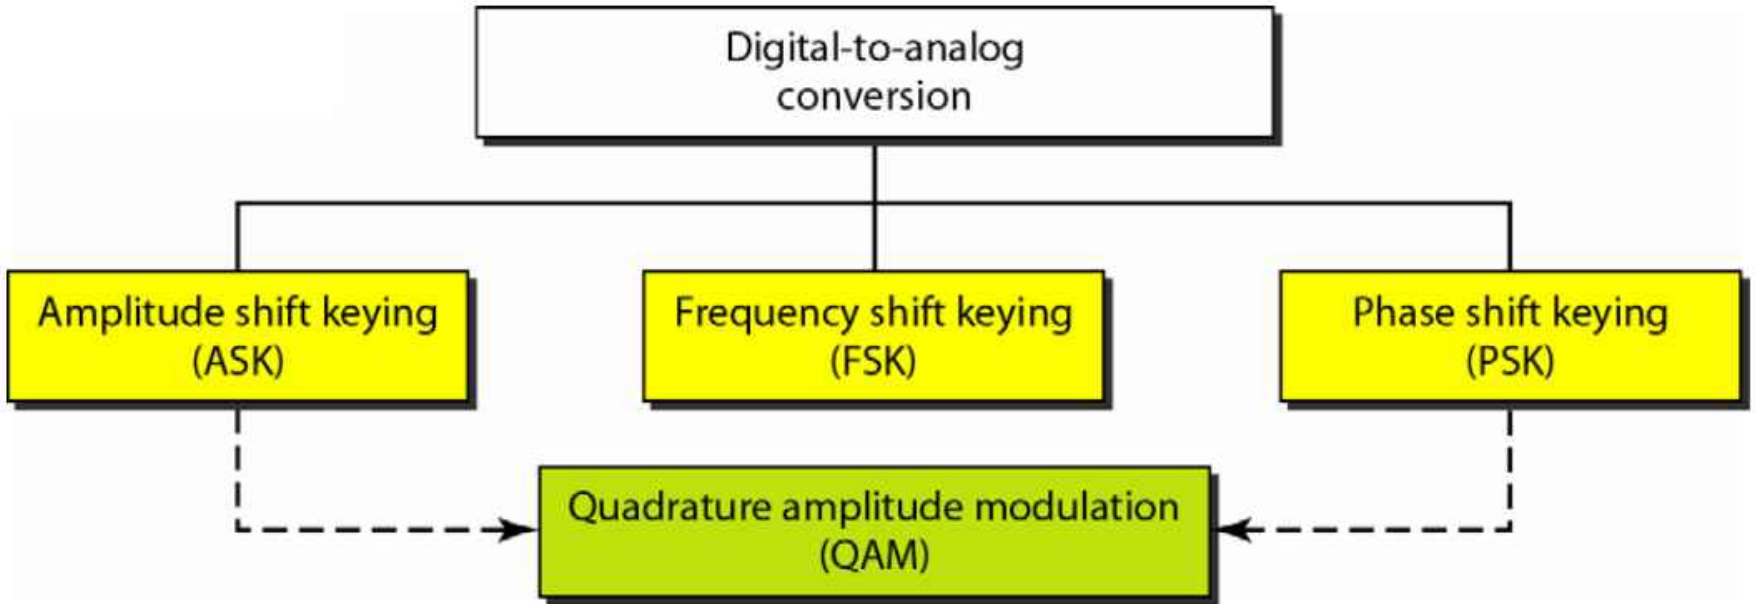 Digital-to-analog
conversion
Amplitude shift keying
(ASK)
Frequency shift keying
(FSK)
Phase shift keying
(PSK)
Quadrature amplitude modulation
(QAM)